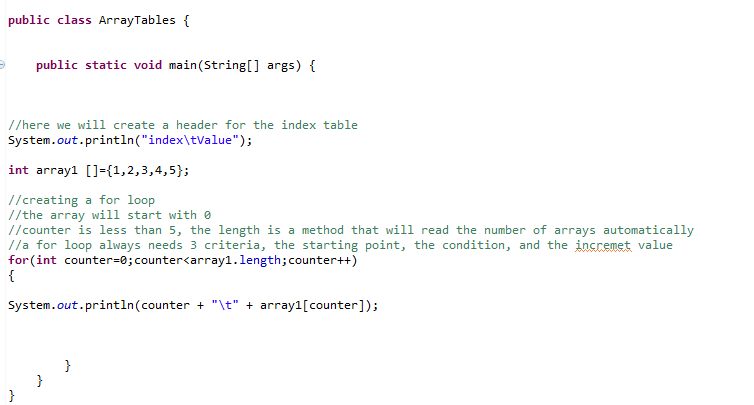 public class ArrayTables {
public static void main(String[] args) {
//here we will create a header for the index table
System.out.println("index\tValue");
int array1 []={1,2,3,4,5};
//creating a for loop
//the array will start with 0
//counter is less than 5, the length is a method that will read the number of arrays automatically
//a for loop always needs 3 criteria, the starting point, the condition, and the incremet value
for(int counter=0;counter<array1.length;counter++)
{
System.out.println(counter + "\t" + array1[counter]);
}
}
}